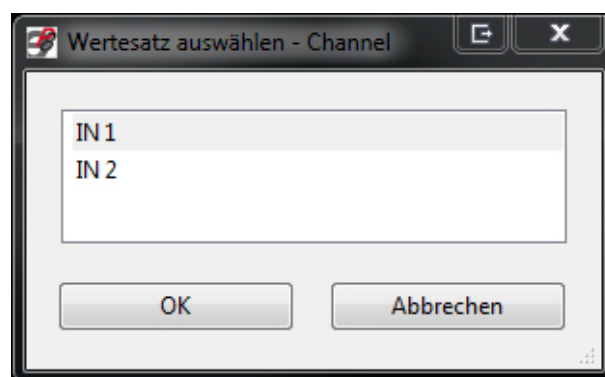 Wertesatz auswählen - Channel
IN 1
IN 2
OK
Abbrechen